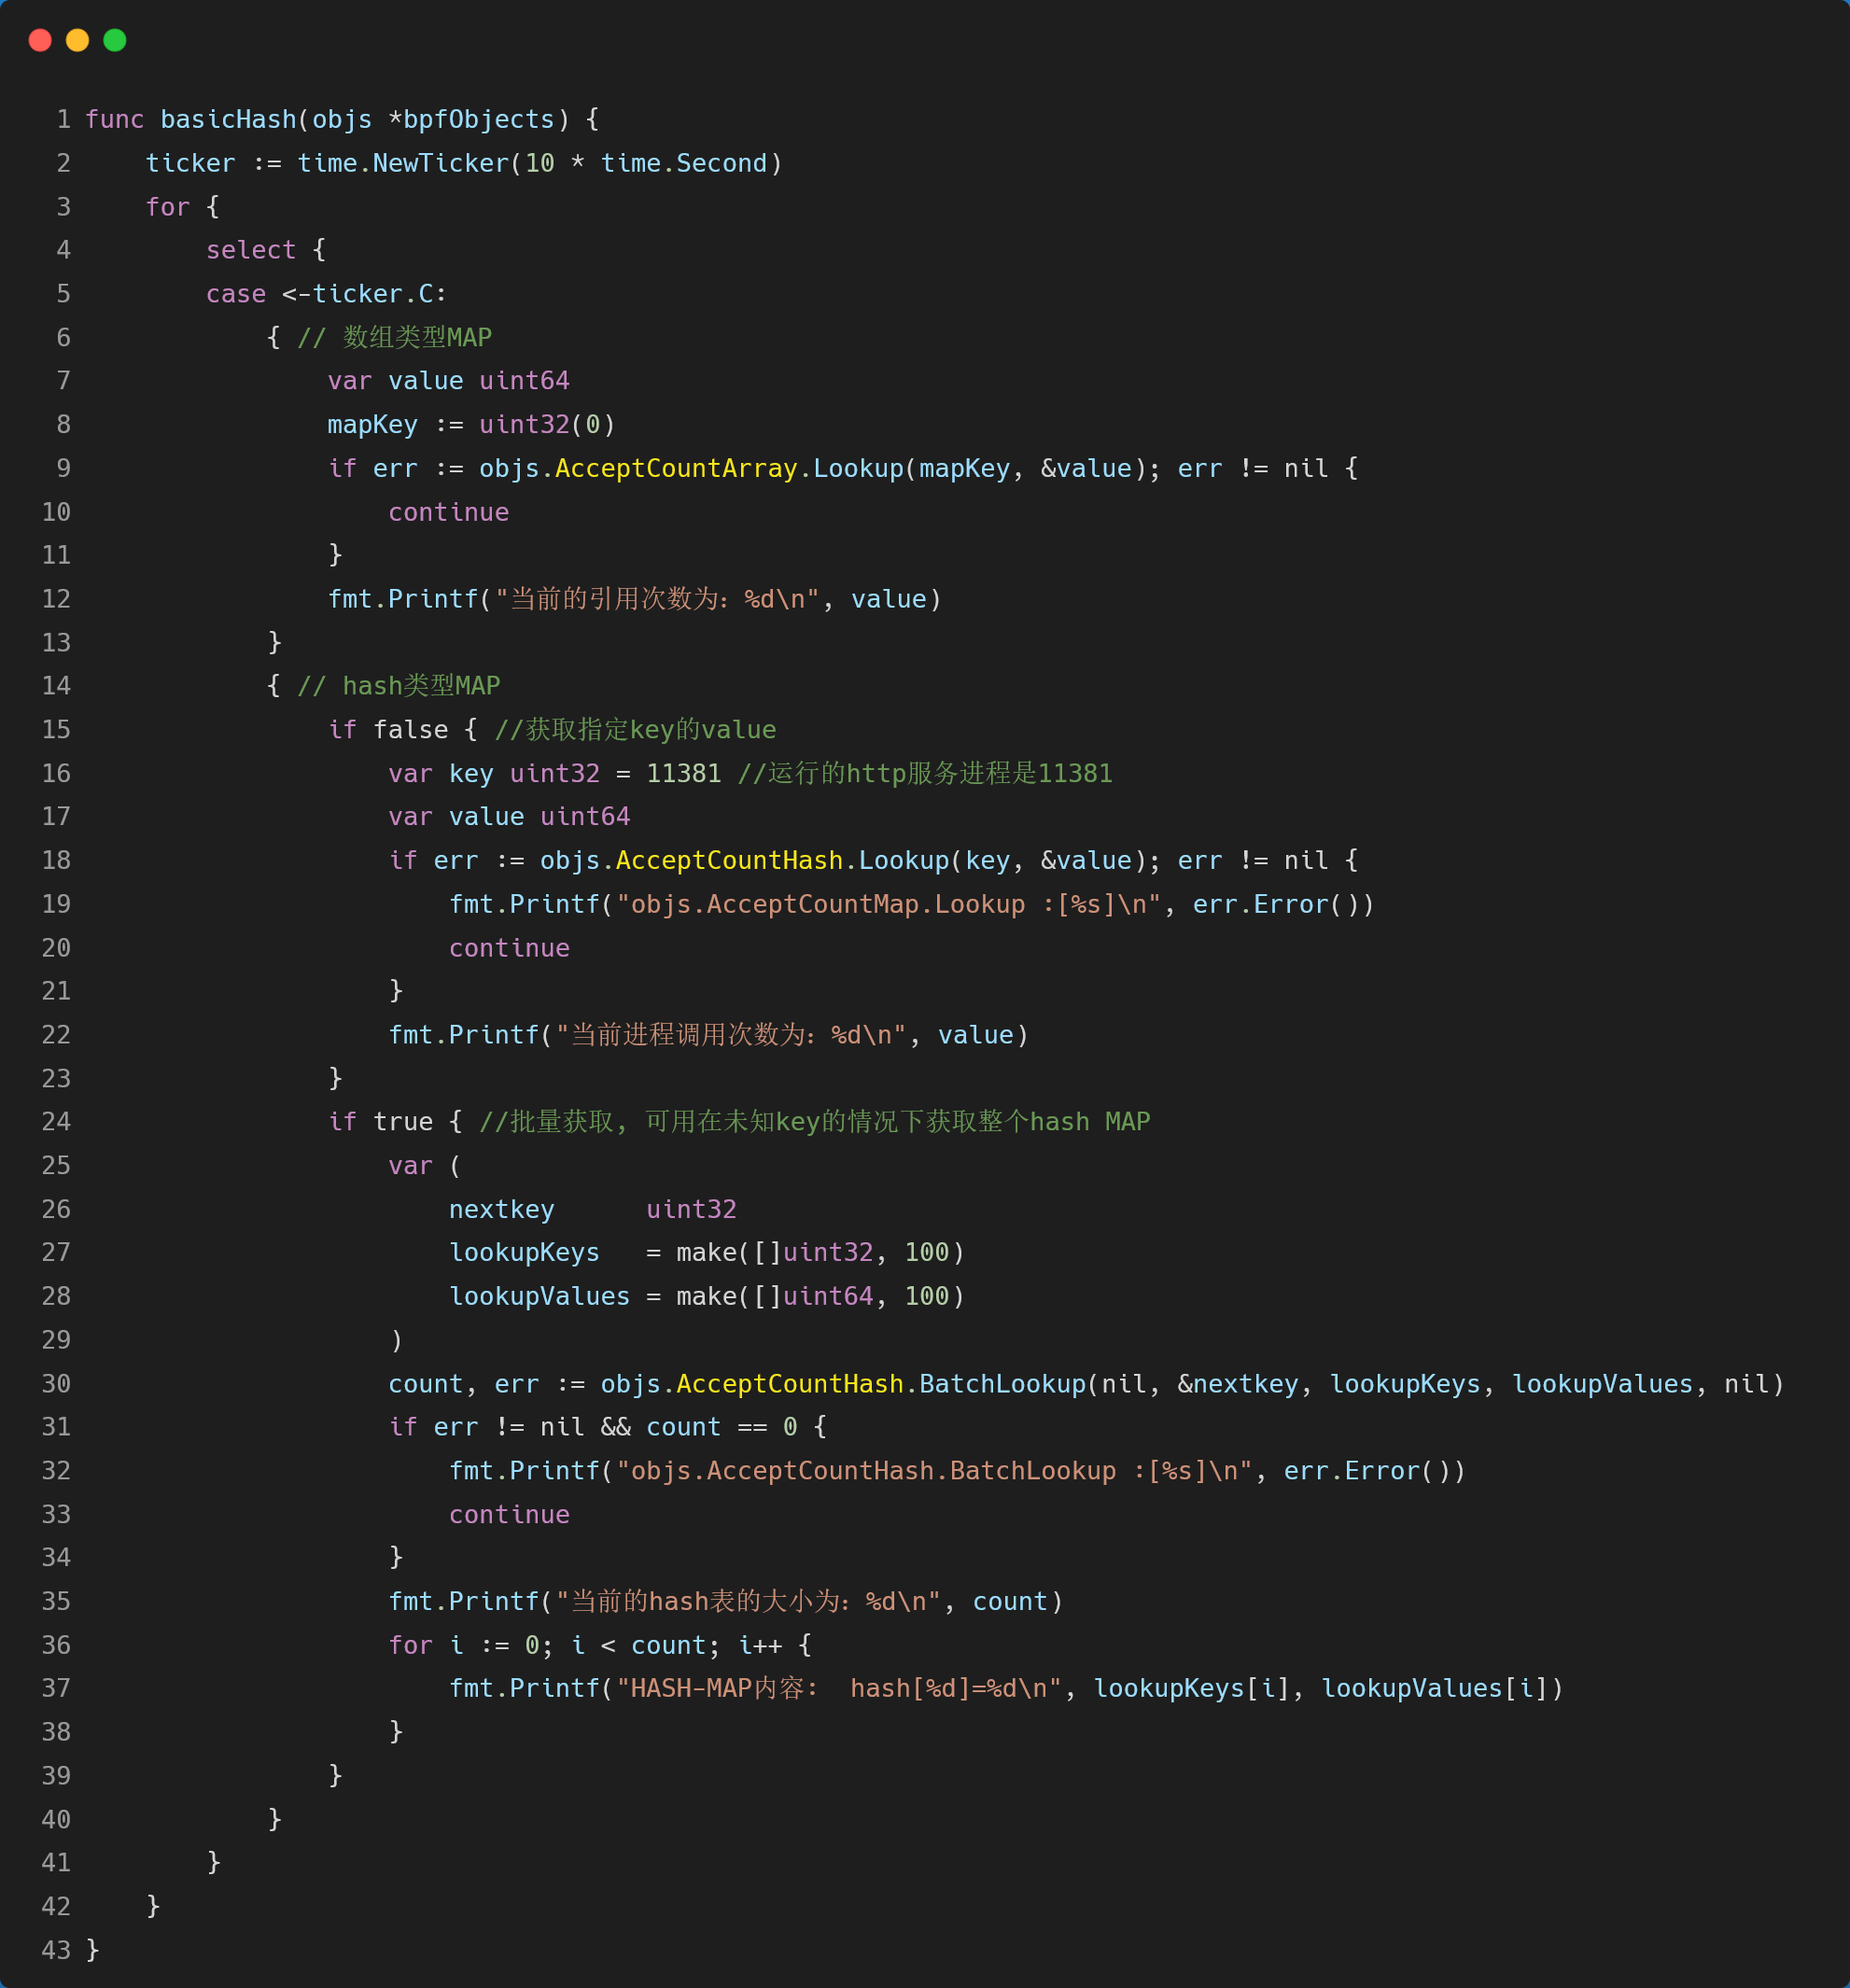 1 func basicHash(objs *bpfObjects) {
2     ticker := time.NewTicker(10 * time.Second)
3     for {
4         select {
5         case <-ticker.C:
6             { // 数组类型MAP
7                 var value uint64
8                 mapKey := uint32(0)
9                 if err := objs.AcceptCountArray.Lookup(mapKey, &value); err != nil {
10                     continue
11                 }
12                 fmt.Printf("当前的引用次数为：%d\n", value)
13             }
14             { // hash类型MAP
15                 if false { //获取指定key的value
16                     var key uint32 = 11381 //运行的http服务进程是11381
17                     var value uint64
18                     if err := objs.AcceptCountHash.Lookup(key, &value); err != nil {
19                         fmt.Printf("objs.AcceptCountMap.Lookup :[%s]\n", err.Error())
20                         continue
21                     }
22                     fmt.Printf("当前进程调用次数为：%d\n", value)
23                 }
24                 if true { //批量获取, 可用在未知key的情况下获取整个hash MAP
25                     var (
26                         nextkey      uint32
27                         lookupKeys   = make([]uint32, 100)
28                         lookupValues = make([]uint64, 100)
29                     )
30                     count, err := objs.AcceptCountHash.BatchLookup(nil, &nextkey, lookupKeys, lookupValues, nil)
31                     if err != nil && count == 0 {
32                         fmt.Printf("objs.AcceptCountHash.BatchLookup :[%s]\n", err.Error())
33                         continue
34                     }
35                     fmt.Printf("当前的hash表的大小为：%d\n", count)
36                     for i := 0; i < count; i++ {
37                         fmt.Printf("HASH-MAP内容:  hash[%d]=%d\n", lookupKeys[i], lookupValues[i])
38                     }
39                 }
40             }
41         }
42     }
43 }